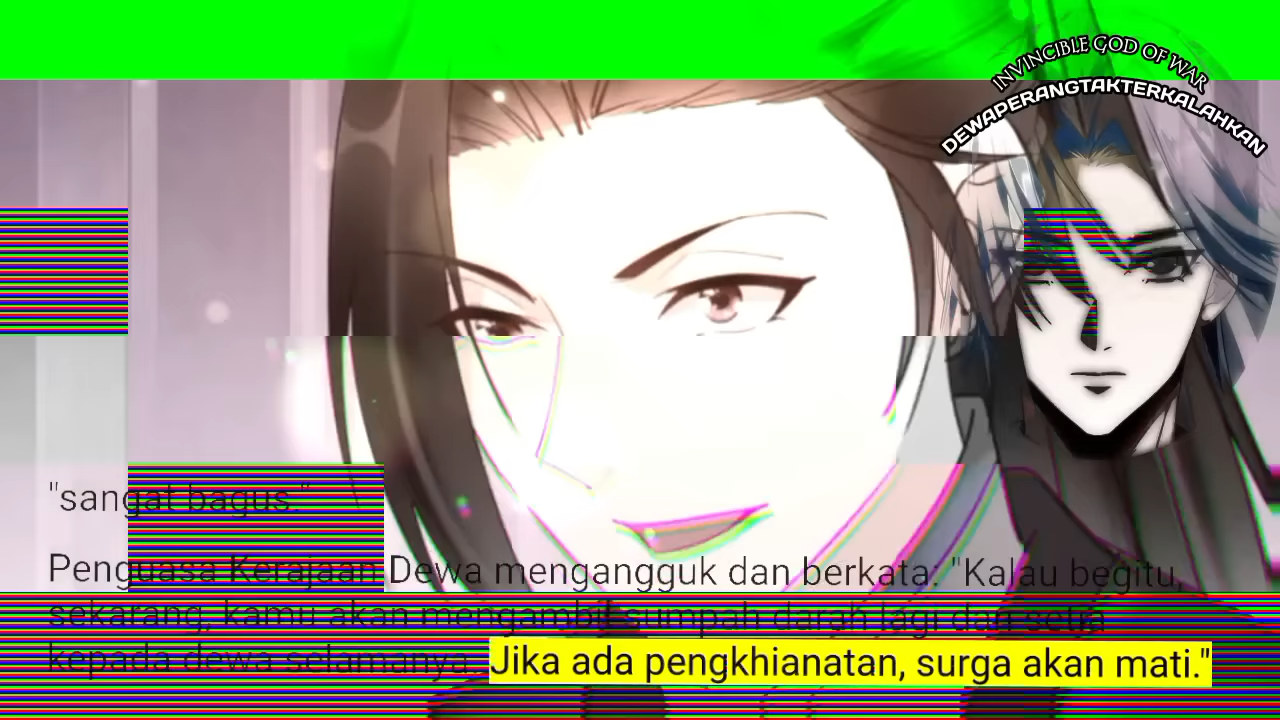 INVINCIBLE GOD OF WAR
DEWAPERANGTAKTERKALAHKAN
"sangat bagus."
Penguasa Kerajaan Dewa mengangguk dan berkata: "Kalau begitu,
sekarang, kamu akan mengambil sumpah darah lagi dan setia
kepada dewa selamanya. Jika ada pengkhianatan, surga akan mati."